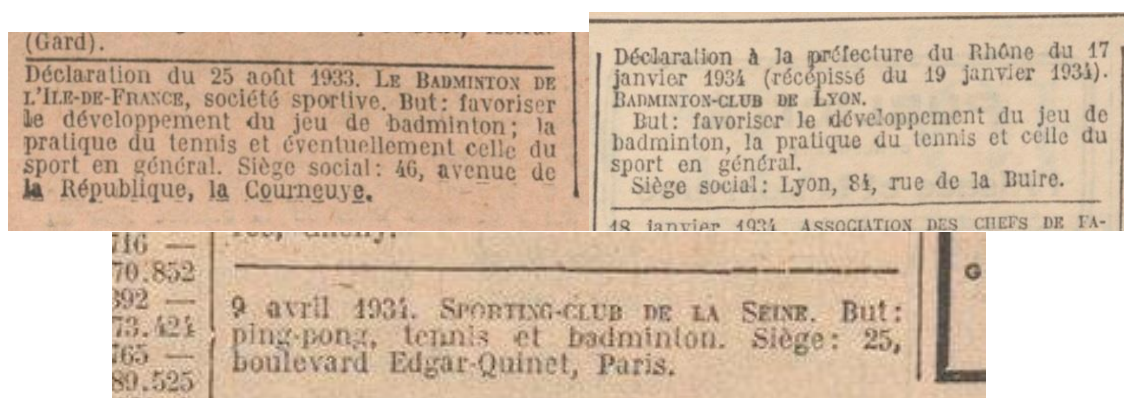 (Gard).
Déclaration du 25 août 1933. LE BADMINTON DE
L'ILE-DE-FRANCE, société sportive. But: favoriser
le développement du jeu de badminton; la
pratique du tennis et éventuellement celle du
sport en général. Siège social: 46, avenue de
la République, la Courneuve.
Déclaration à la préfecture du Rhône du 17
janvier 1934 (récépissé du 19 janvier 1934).
BADMINTON-CLUB DE LYON.
But: favoriser le développement du jeu de
badminton, la pratique du tennis et celle du
sport en général.
Siège social: Lyon, 84, rue de la Buire.
18 janvier 1934 ASSOCIATION DES CHEFS DE FA-
716 —
70.852
392 —
73.424
765 —
89.525
9 avril 1934. SPORTING-CLUB DE LA SEINE. But:
ping-pong, tennis et badminton. Siège: 25,
boulevard Edgar-Quinet, Paris.
G